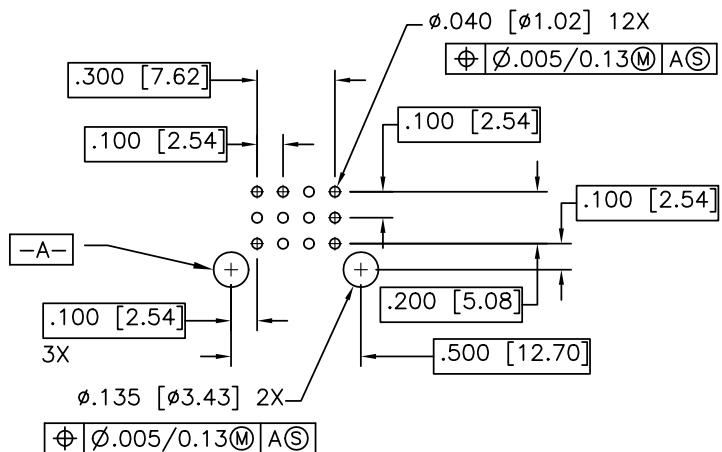 ø.040 [ø1.02] 12X
⌖ Ø.005/0.13Ⓜ AⓈ
.300 [7.62]
.100 [2.54]
.100 [2.54]
.100 [2.54]
-A-
.200 [5.08]
.100 [2.54]
3X
.500 [12.70]
ø.135 [ø3.43] 2X
⌖ Ø.005/0.13Ⓜ AⓈ